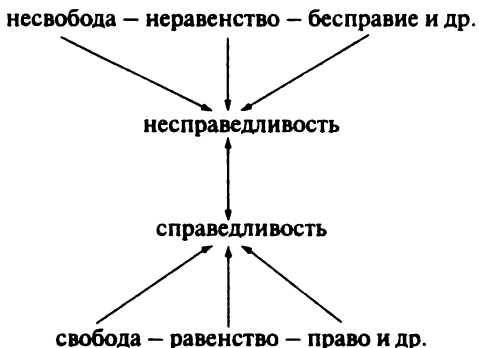 несвобода – неравенство – бесправие и др.
несправедливость
справедливость
свобода – равенство – право и др.